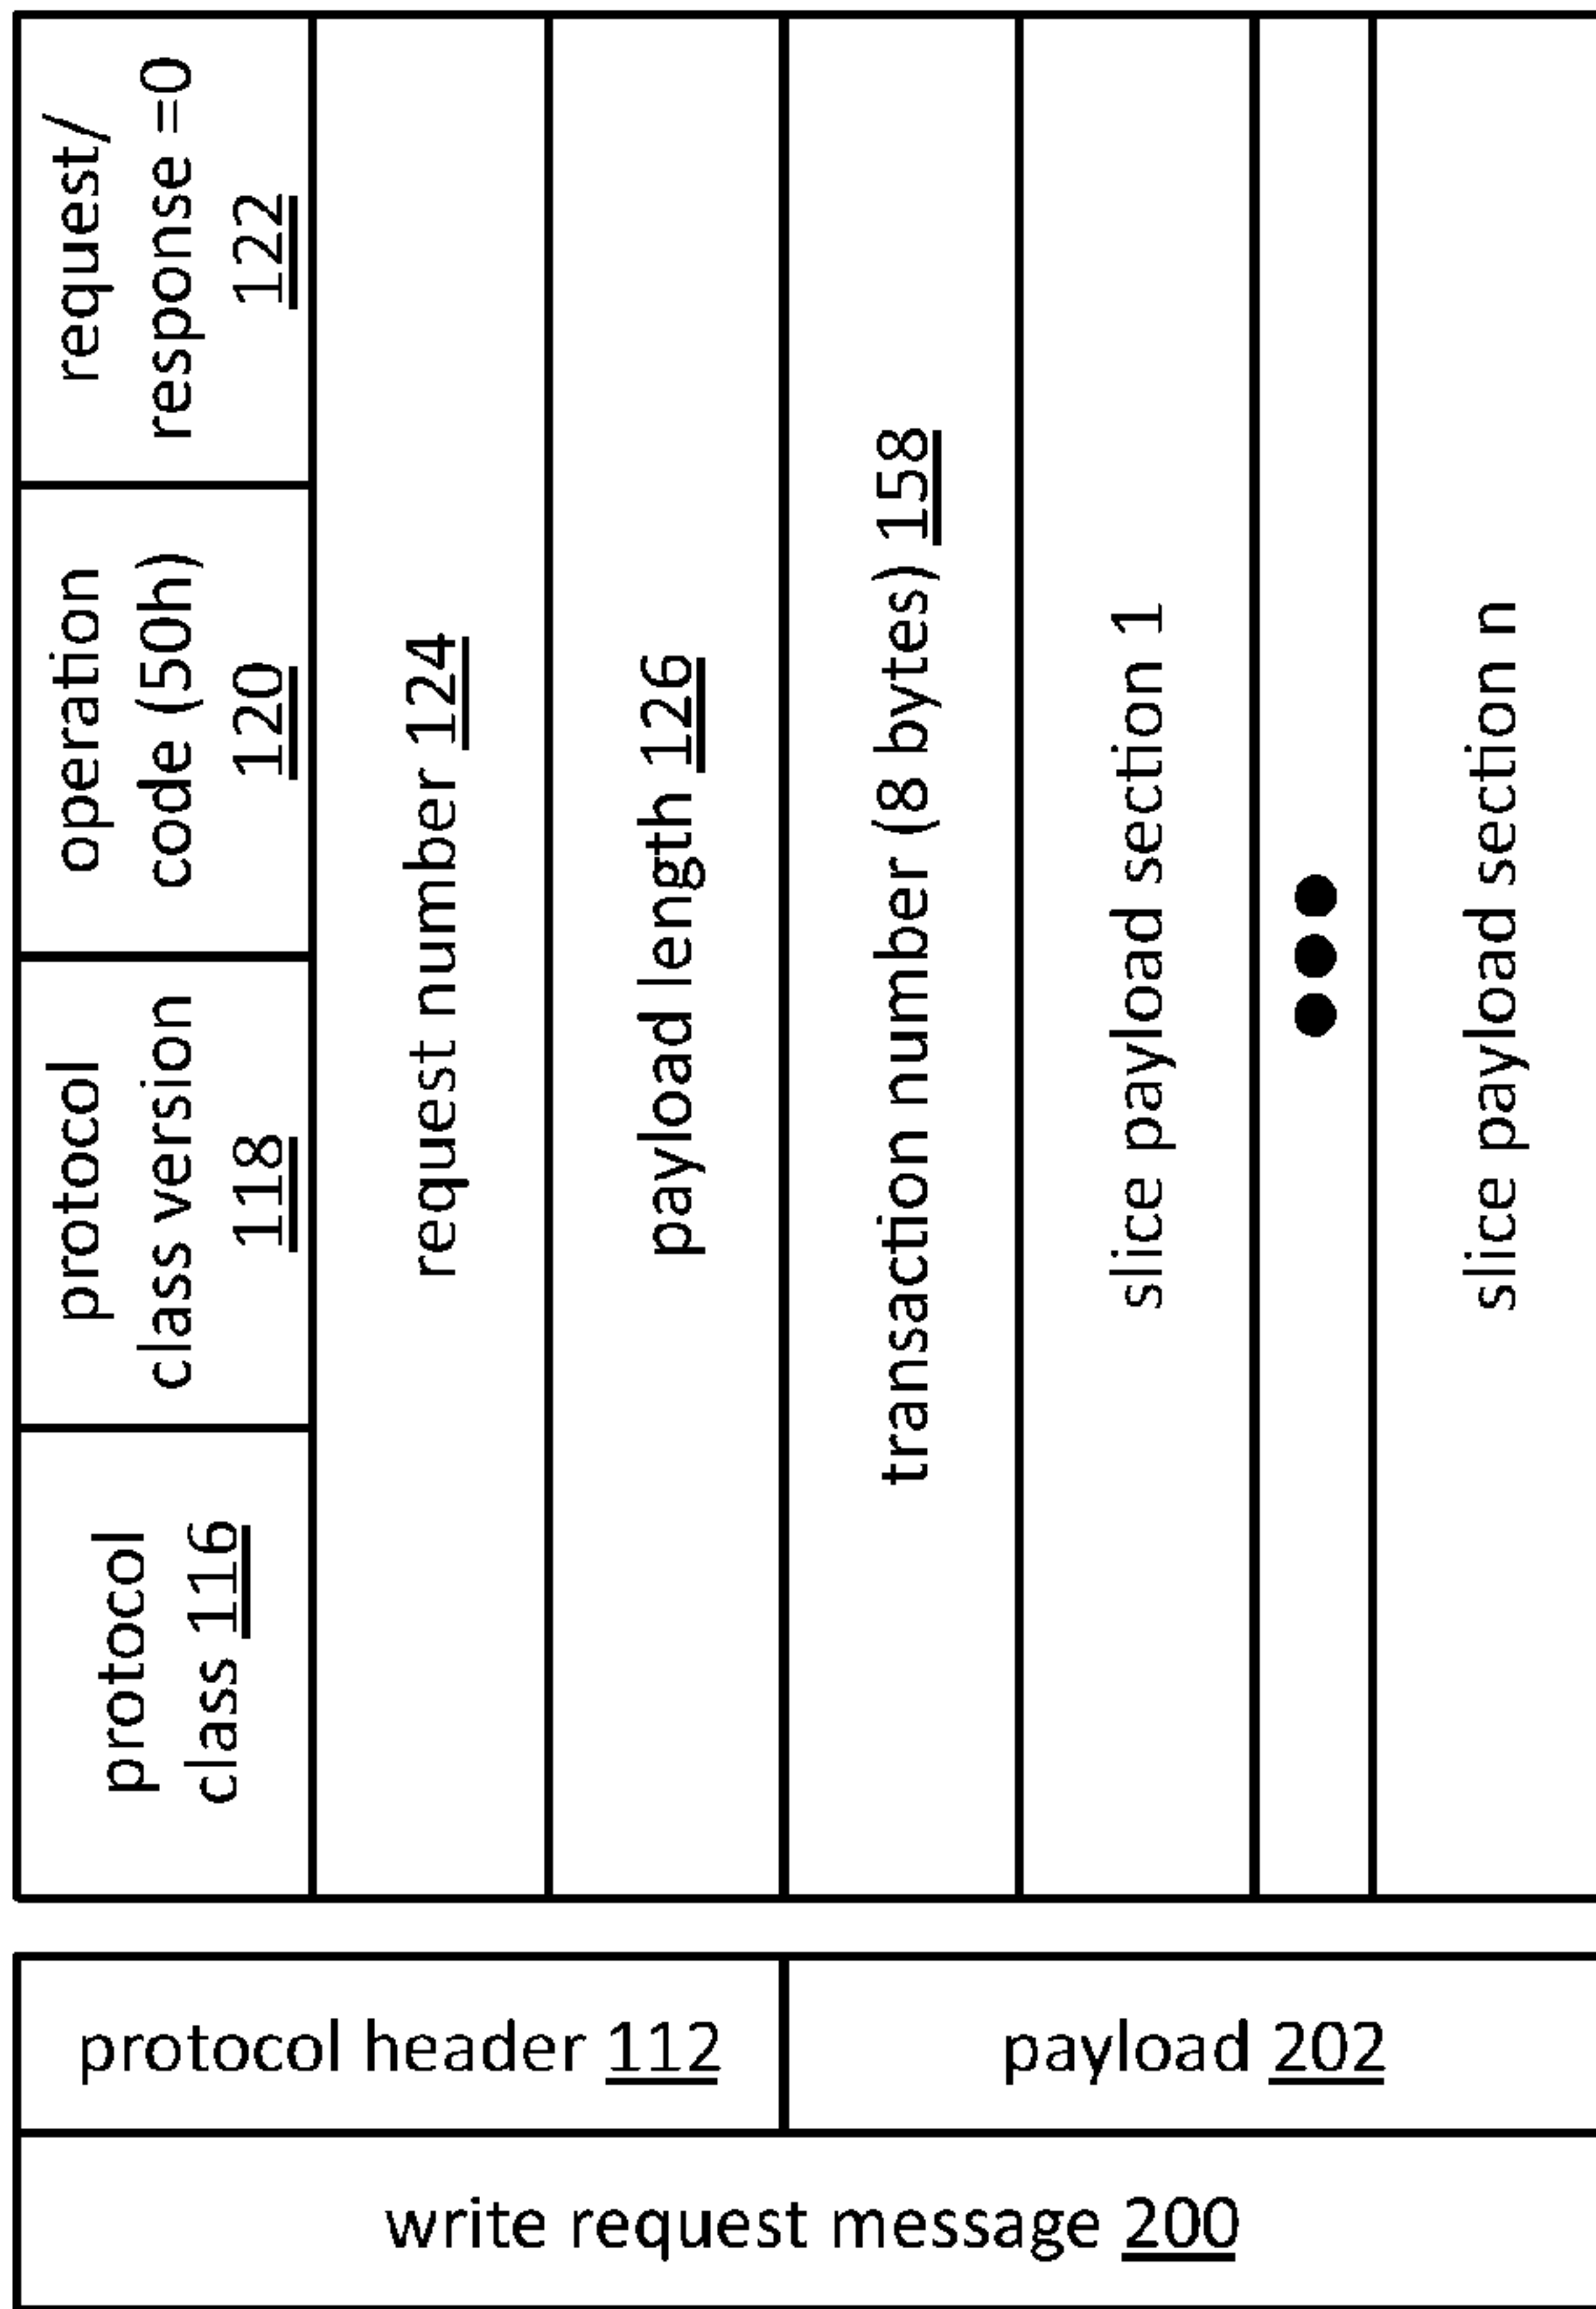 write request message 200
protocol header 112
payload 202
protocol
class 116
protocol
class version
118
operation
code (50h)
120
request/
response =0
122
request number 124
payload length 126
transaction number (8 bytes) 158
slice payload section 1
●●●
slice payload section n